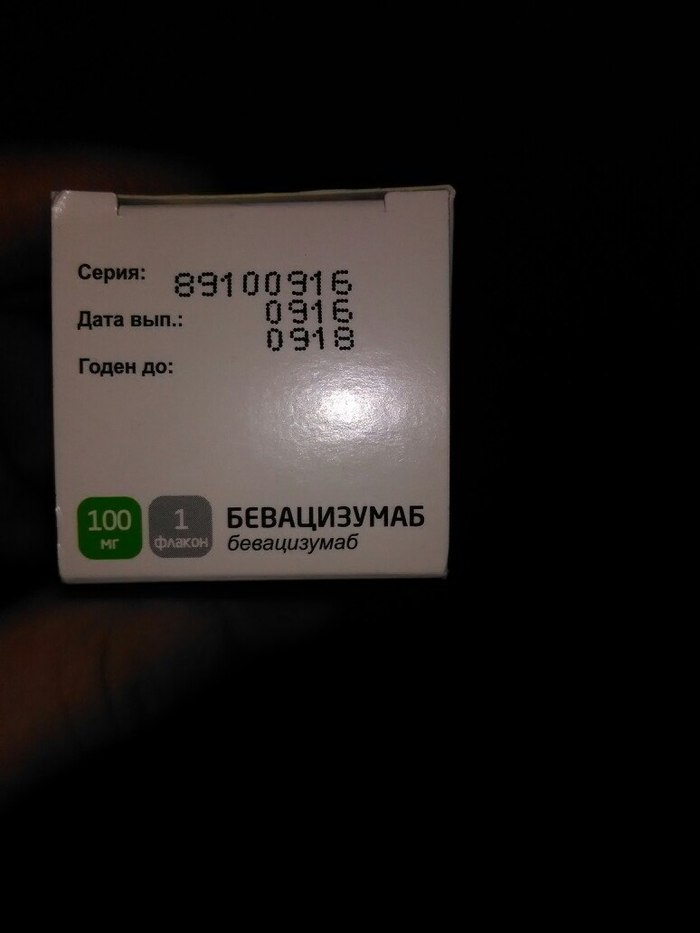 Серия: 89100916
Дата вып.: 0916
0918
Годен до:
100 мг
1 флакон
БЕВАЦИЗУМАБ
бевацизумаб